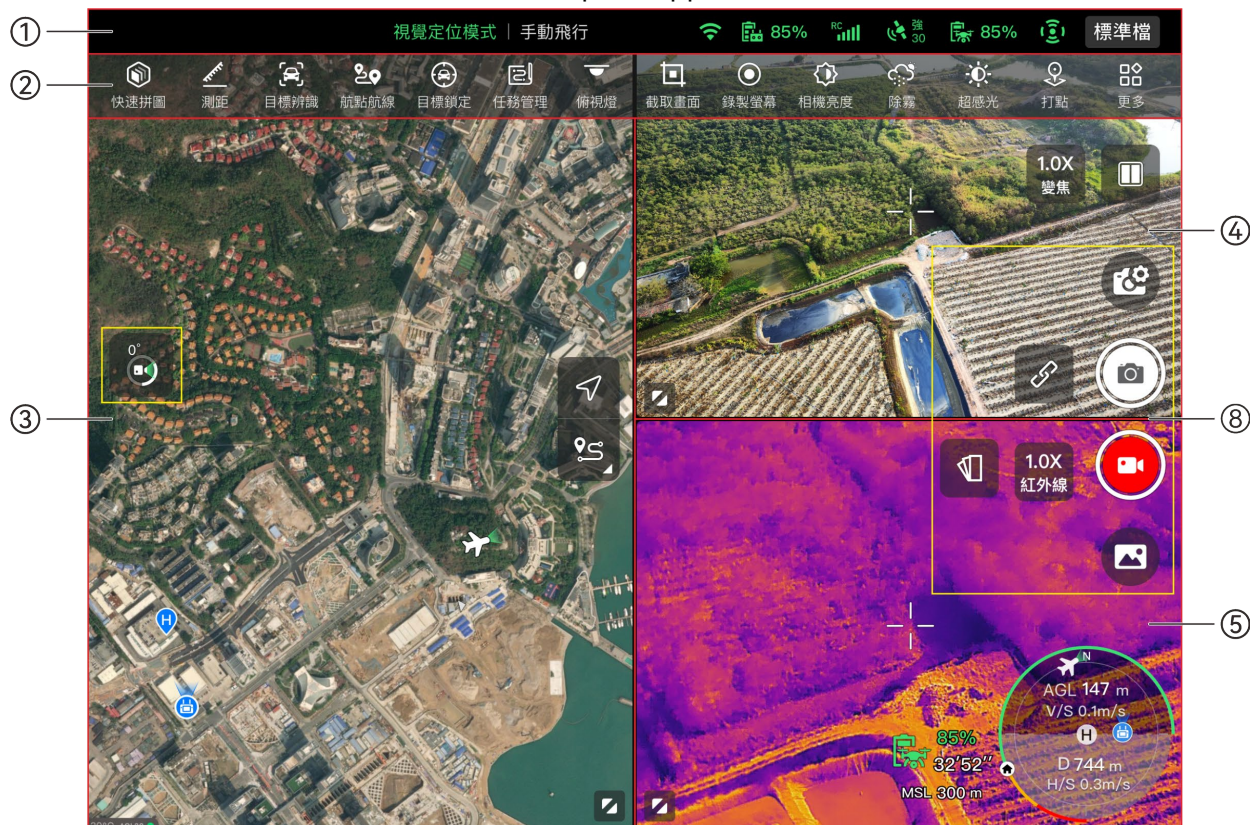 ①
視覺定位模式 | 手動飛行
85%
RC
強
30
85%
標準檔
②
快速拼圖
測距
目標辨識
航點航線
目標鎖定
任務管理
俯視燈
截取畫面
錄製螢幕
相機亮度
除霧
超感光
打點
更多
1.0X
變焦
④
0°
③
⑧
1.0X
紅外線
⑤
H
N
AGL 147 m
V/S 0.1m/s
H
D 744 m
H/S 0.3m/s
85%
32'52"
MSL 300 m